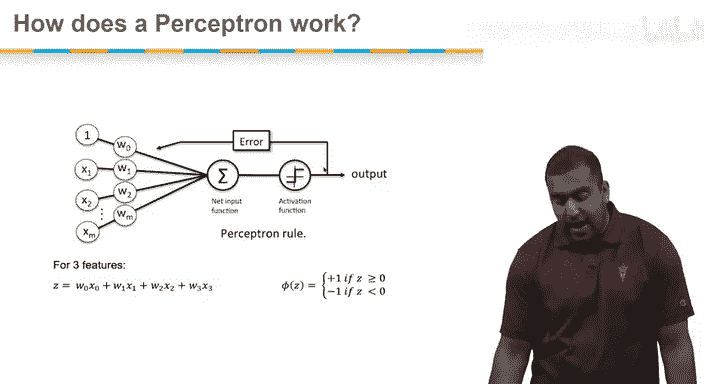 How does a Perceptron work?
1
w₀
Error
x₁
w₁
Σ
output
x₂
w₂
⋮
wₘ
xₘ
Net input
function
Activation
function
Perceptron rule.
For 3 features:
z = w₀x₀ + w₁x₁ + w₂x₂ + w₃x₃
ϕ(z) = {+1 if z ≥ 0
−1 if z < 0